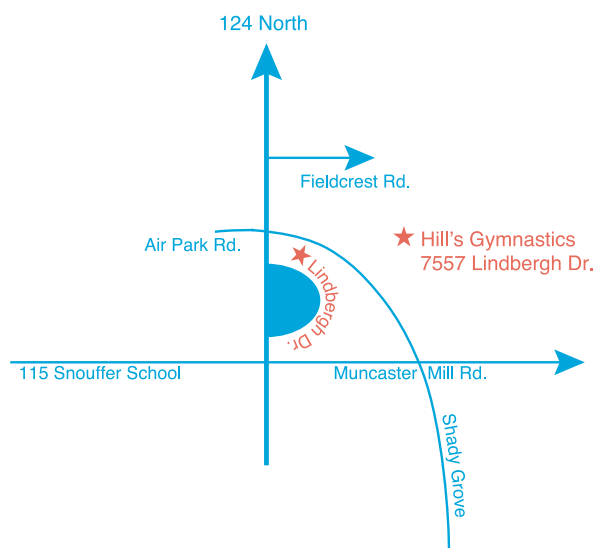 124 North
Fieldcrest Rd.
Air Park Rd.
Hill's Gymnastics
7557 Lindbergh Dr.
Lindbergh Dr.
115 Snouffer School
Muncaster Mill Rd.
Shady Grove